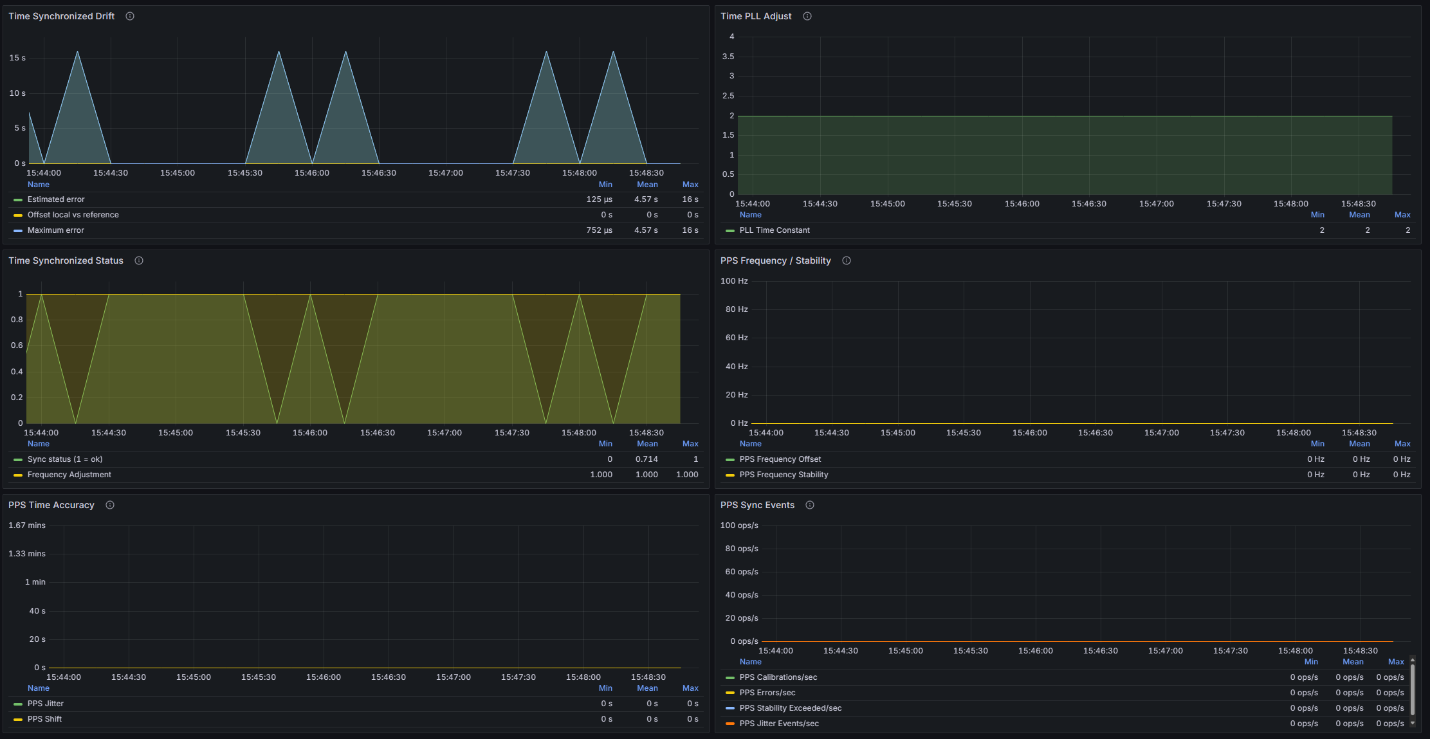 Time Synchronized Drift
15 s
10 s
5 s
0 s
15:44:00 15:44:30 15:45:00 15:45:30 15:46:00 15:46:30 15:47:00 15:47:30 15:48:00 15:48:30
Name Min Mean Max
Estimated error 125 µs 4.57 s 16 s
Offset local vs reference 0 s 0 s 0 s
Maximum error 752 µs 4.57 s 16 s
Time PLL Adjust
4
3.5
3
2.5
2
1.5
1
0.5
0
15:44:00 15:44:30 15:45:00 15:45:30 15:46:00 15:46:30 15:47:00 15:47:30 15:48:00 15:48:30
Name Min Mean Max
PLL Time Constant 2 2 2
Time Synchronized Status
1
0.8
0.6
0.4
0.2
0
15:44:00 15:44:30 15:45:00 15:45:30 15:46:00 15:46:30 15:47:00 15:47:30 15:48:00 15:48:30
Name Min Mean Max
Sync status (1 = ok) 0 0.714 1
Frequency Adjustment 1.000 1.000 1.000
PPS Frequency / Stability
100 Hz
80 Hz
60 Hz
40 Hz
20 Hz
0 Hz
15:44:00 15:44:30 15:45:00 15:45:30 15:46:00 15:46:30 15:47:00 15:47:30 15:48:00 15:48:30
Name Min Mean Max
PPS Frequency Offset 0 Hz 0 Hz 0 Hz
PPS Frequency Stability 0 Hz 0 Hz 0 Hz
PPS Time Accuracy
1.67 mins
1.33 mins
1 min
40 s
20 s
0 s
15:44:00 15:44:30 15:45:00 15:45:30 15:46:00 15:46:30 15:47:00 15:47:30 15:48:00 15:48:30
Name Min Mean Max
PPS Jitter 0 s 0 s 0 s
PPS Shift 0 s 0 s 0 s
PPS Sync Events
100 ops/s
80 ops/s
60 ops/s
40 ops/s
20 ops/s
0 ops/s
15:44:00 15:44:30 15:45:00 15:45:30 15:46:00 15:46:30 15:47:00 15:47:30 15:48:00 15:48:30
Name Min Mean Max
PPS Calibrations/sec 0 ops/s 0 ops/s 0 ops/s
PPS Errors/sec 0 ops/s 0 ops/s 0 ops/s
PPS Stability Exceeded/sec 0 ops/s 0 ops/s 0 ops/s
PPS Jitter Events/sec 0 ops/s 0 ops/s 0 ops/s